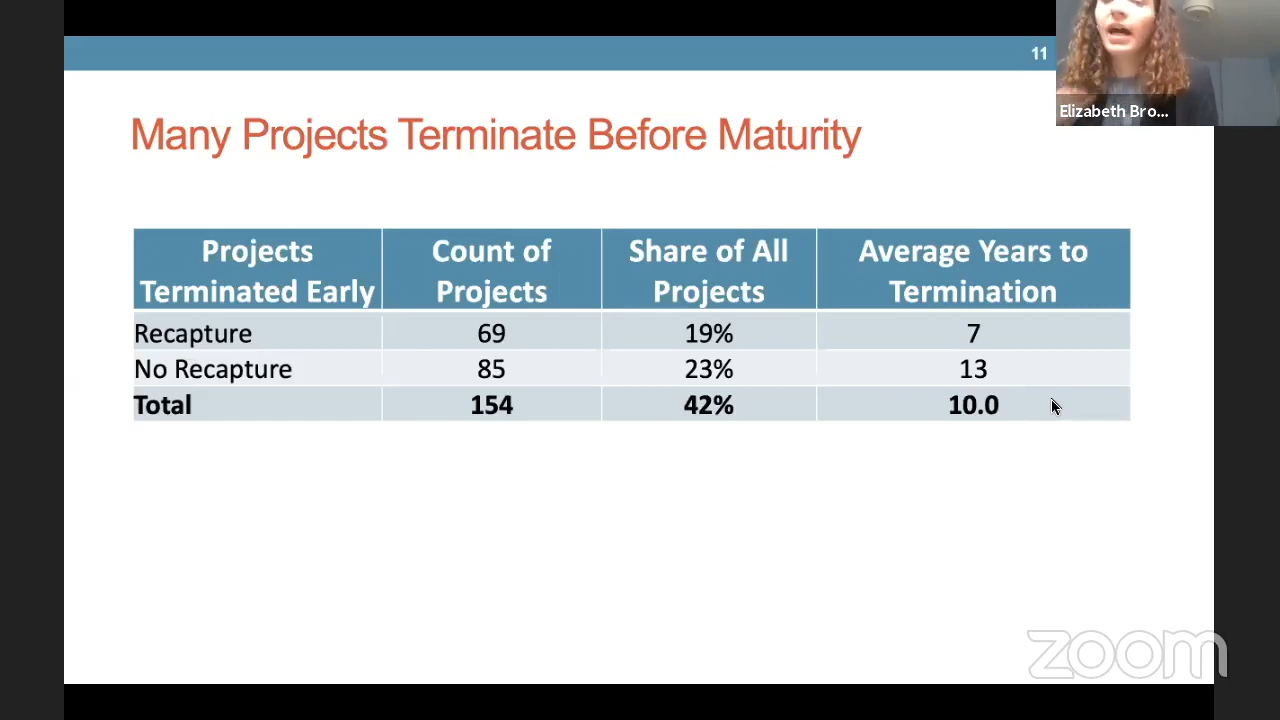 11
Elizabeth Bro...
Many Projects Terminate Before Maturity
Projects Terminated Early Count of Projects Share of All Projects Average Years to Termination
Recapture 69 19% 7
No Recapture 85 23% 13
Total 154 42% 10.0
zoom